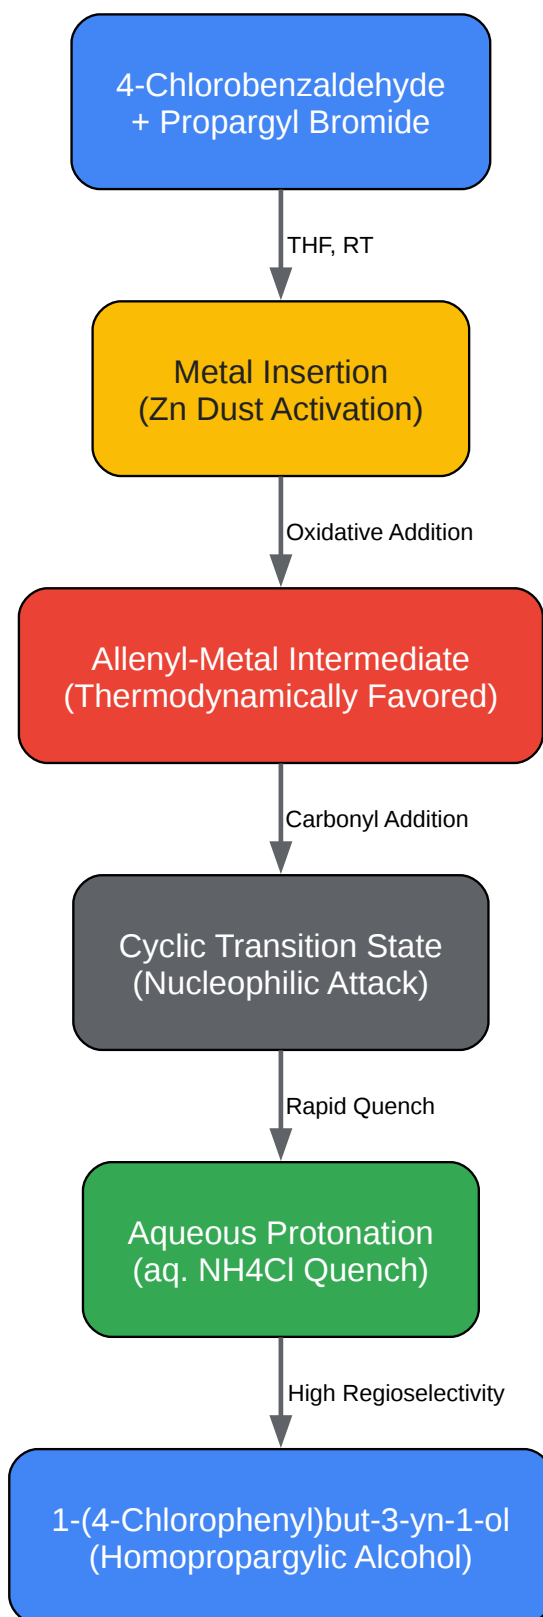 4-Chlorobenzaldehyde
+ Propargyl Bromide
THF, RT
Metal Insertion
(Zn Dust Activation)
Oxidative Addition
Allenyl-Metal Intermediate
(Thermodynamically Favored)
Carbonyl Addition
Cyclic Transition State
(Nucleophilic Attack)
Rapid Quench
Aqueous Protonation
(aq. NH4Cl Quench)
High Regioselectivity
1-(4-Chlorophenyl)but-3-yn-1-ol
(Homopropargylic Alcohol)